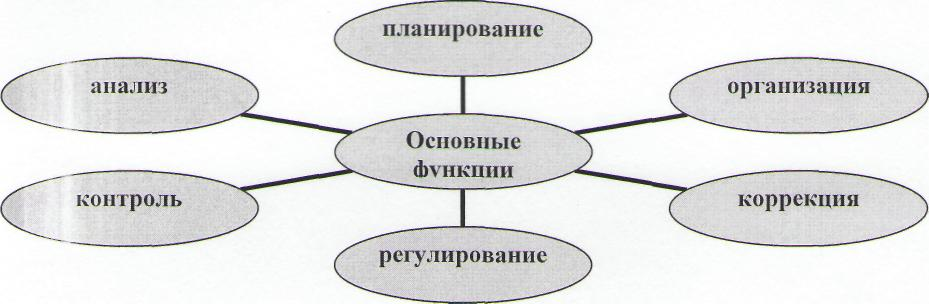 планирование
анализ
организация
Основные
функции
контроль
коррекция
регулирование